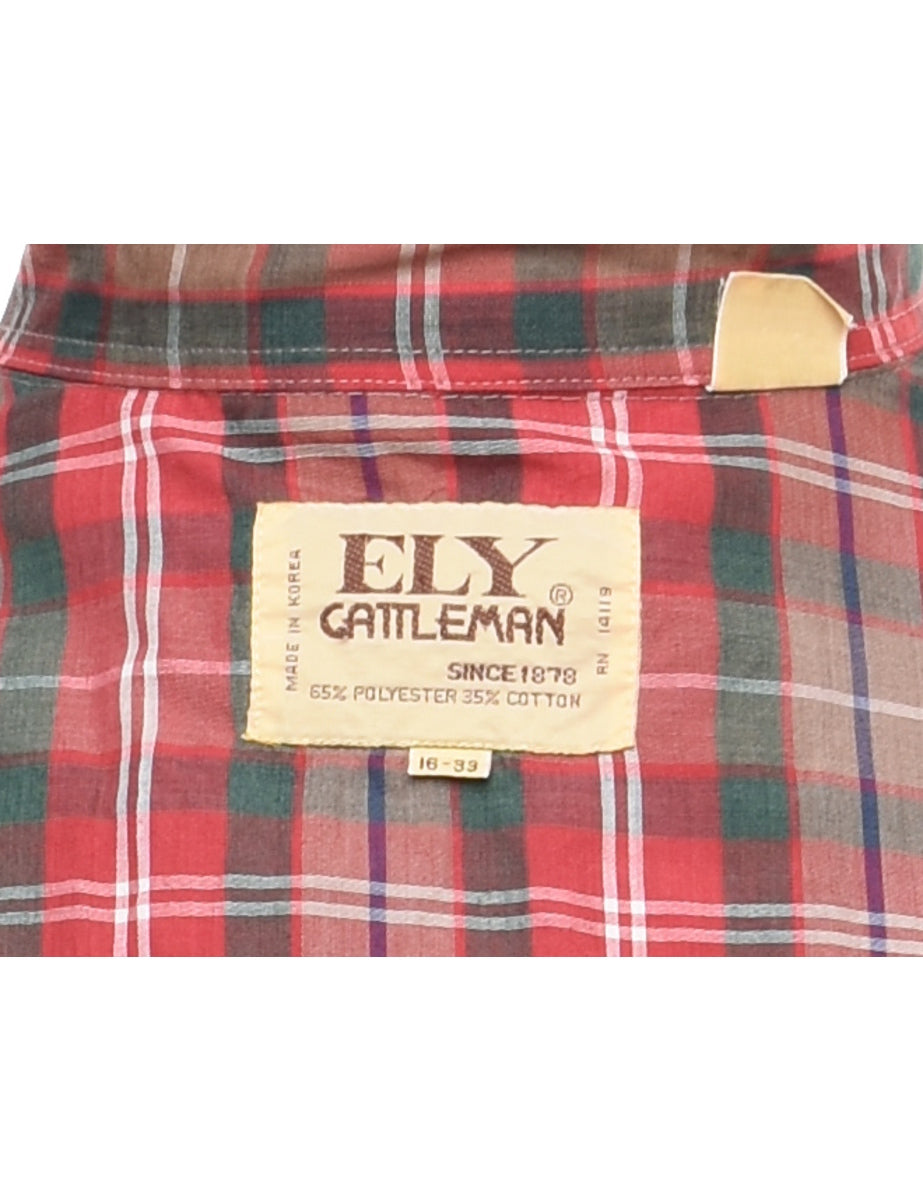 ELY
CATTLEMAN ®
SINCE 1878
65% POLYESTER 35% COTTON
MADE IN KOREA
RN 14119
16-33